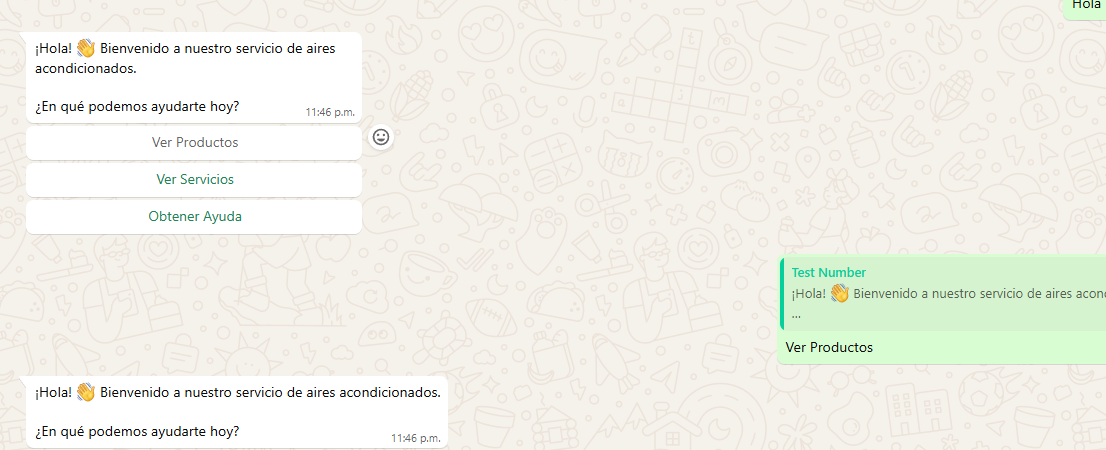 Hola
¡Hola! 👋 Bienvenido a nuestro servicio de aires
acondicionados.
¿En qué podemos ayudarte hoy?
11:46 p.m.
Ver Productos
Ver Servicios
Obtener Ayuda
Test Number
¡Hola! 👋 Bienvenido a nuestro servicio de aires
...
Ver Productos
¡Hola! 👋 Bienvenido a nuestro servicio de aires acondicionados.
¿En qué podemos ayudarte hoy?
11:46 p.m.